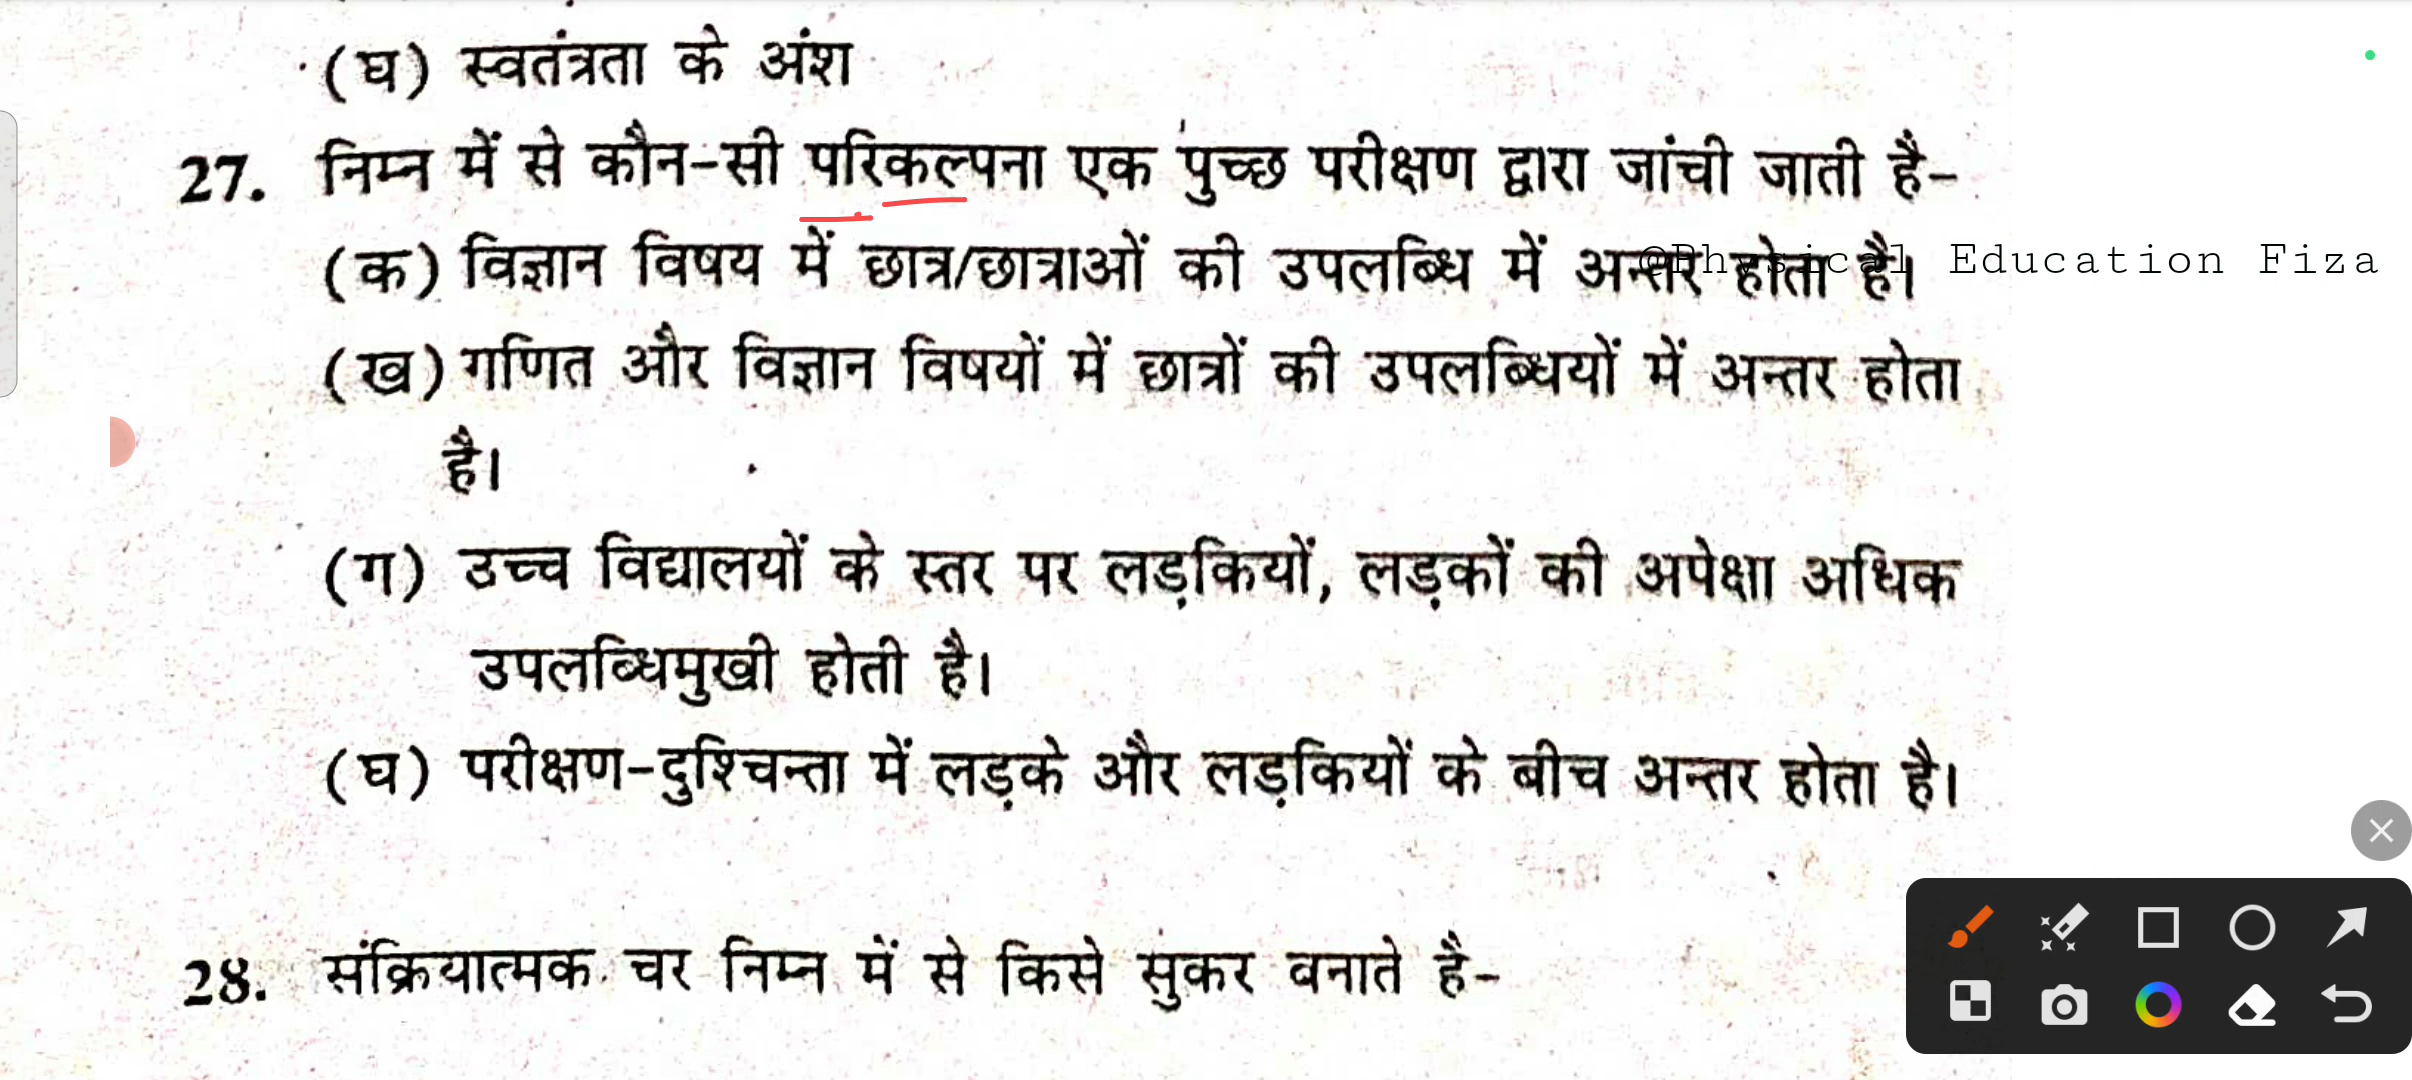 (घ) स्वतंत्रता के अंश
27. निम्न में से कौन-सी परिकल्पना एक पुच्छ परीक्षण द्वारा जांची जाती है-
(क) विज्ञान विषय में छात्र/छात्राओं की उपलब्धि में अन्तर होता है।
@Physical Education Fiza
(ख) गणित और विज्ञान विषयों में छात्रों की उपलब्धियों में अन्तर होता
है।
(ग) उच्च विद्यालयों के स्तर पर लड़कियों, लड़कों की अपेक्षा अधिक
उपलब्धिमुखी होती है।
(घ) परीक्षण-दुश्चिन्ता में लड़के और लड़कियों के बीच अन्तर होता है।
28. संक्रियात्मक चर निम्न में से किसे सुकर वनाते है-